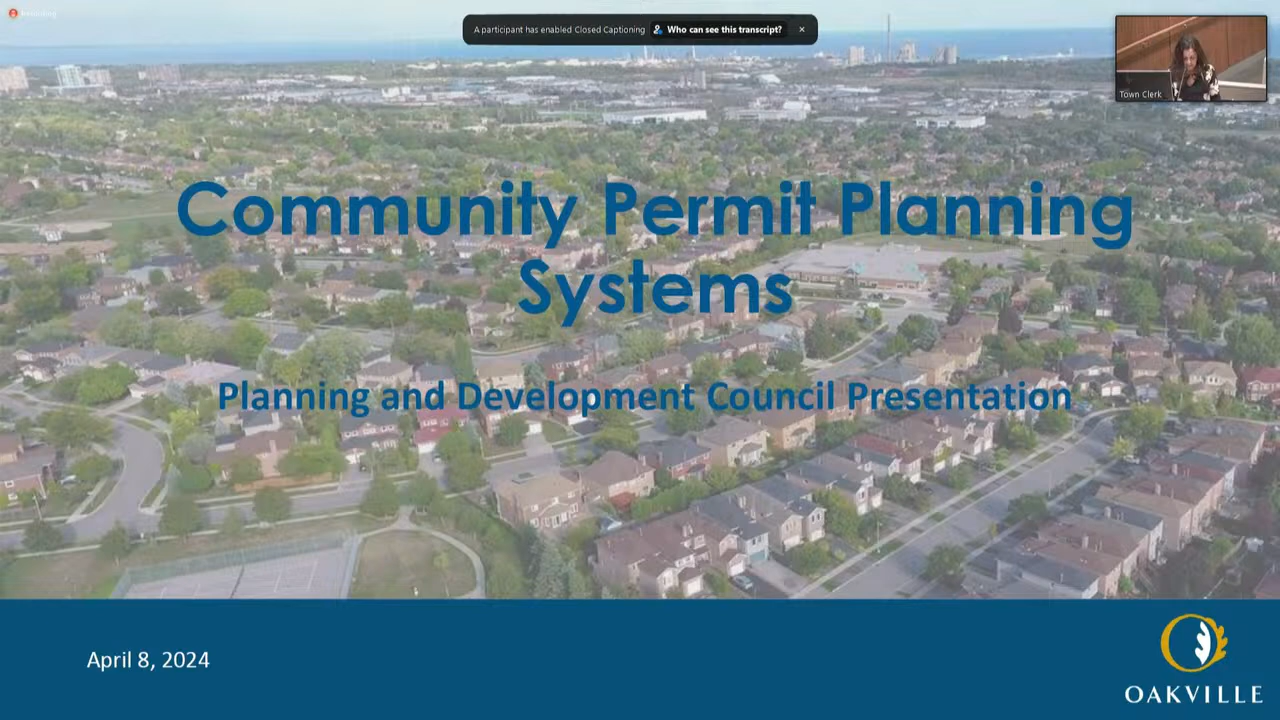 Recording
A participant has enabled Closed Captioning Who can see this transcript?
Town Clerk
Community Permit Planning
Systems
Planning and Development Council Presentation
April 8, 2024
OAKVILLE